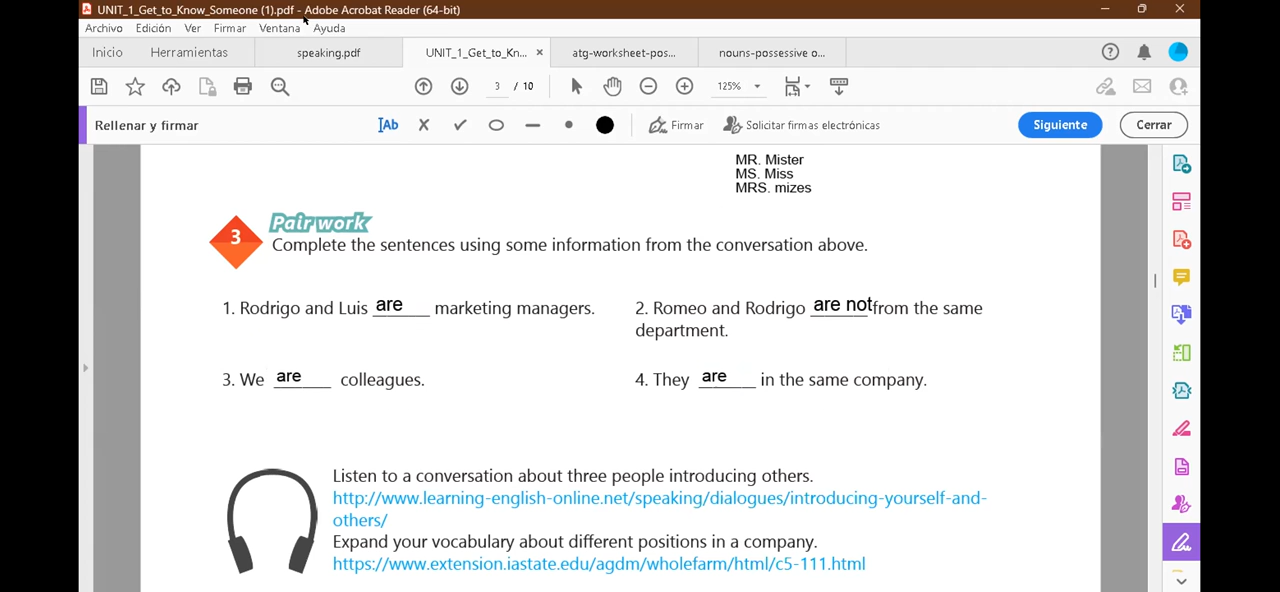 UNIT_1_Get_to_Know_Someone (1).pdf - Adobe Acrobat Reader (64-bit)
Archivo Edición Ver Firmar Ventana Ayuda
Inicio Herramientas speaking.pdf UNIT_1_Get_to_Kn... × atg-worksheet-pos... nouns-possessive o...
3 / 10 125%
Rellenar y firmar Ab Firmar Solicitar firmas electrónicas Siguiente Cerrar
MR. Mister
MS. Miss
MRS. mizes
3 Pair work
Complete the sentences using some information from the conversation above.
1. Rodrigo and Luis are marketing managers.
2. Romeo and Rodrigo are not from the same
department.
3. We are colleagues.
4. They are in the same company.
Listen to a conversation about three people introducing others.
http://www.learning-english-online.net/speaking/dialogues/introducing-yourself-and-
others/
Expand your vocabulary about different positions in a company.
https://www.extension.iastate.edu/agdm/wholefarm/html/c5-111.html